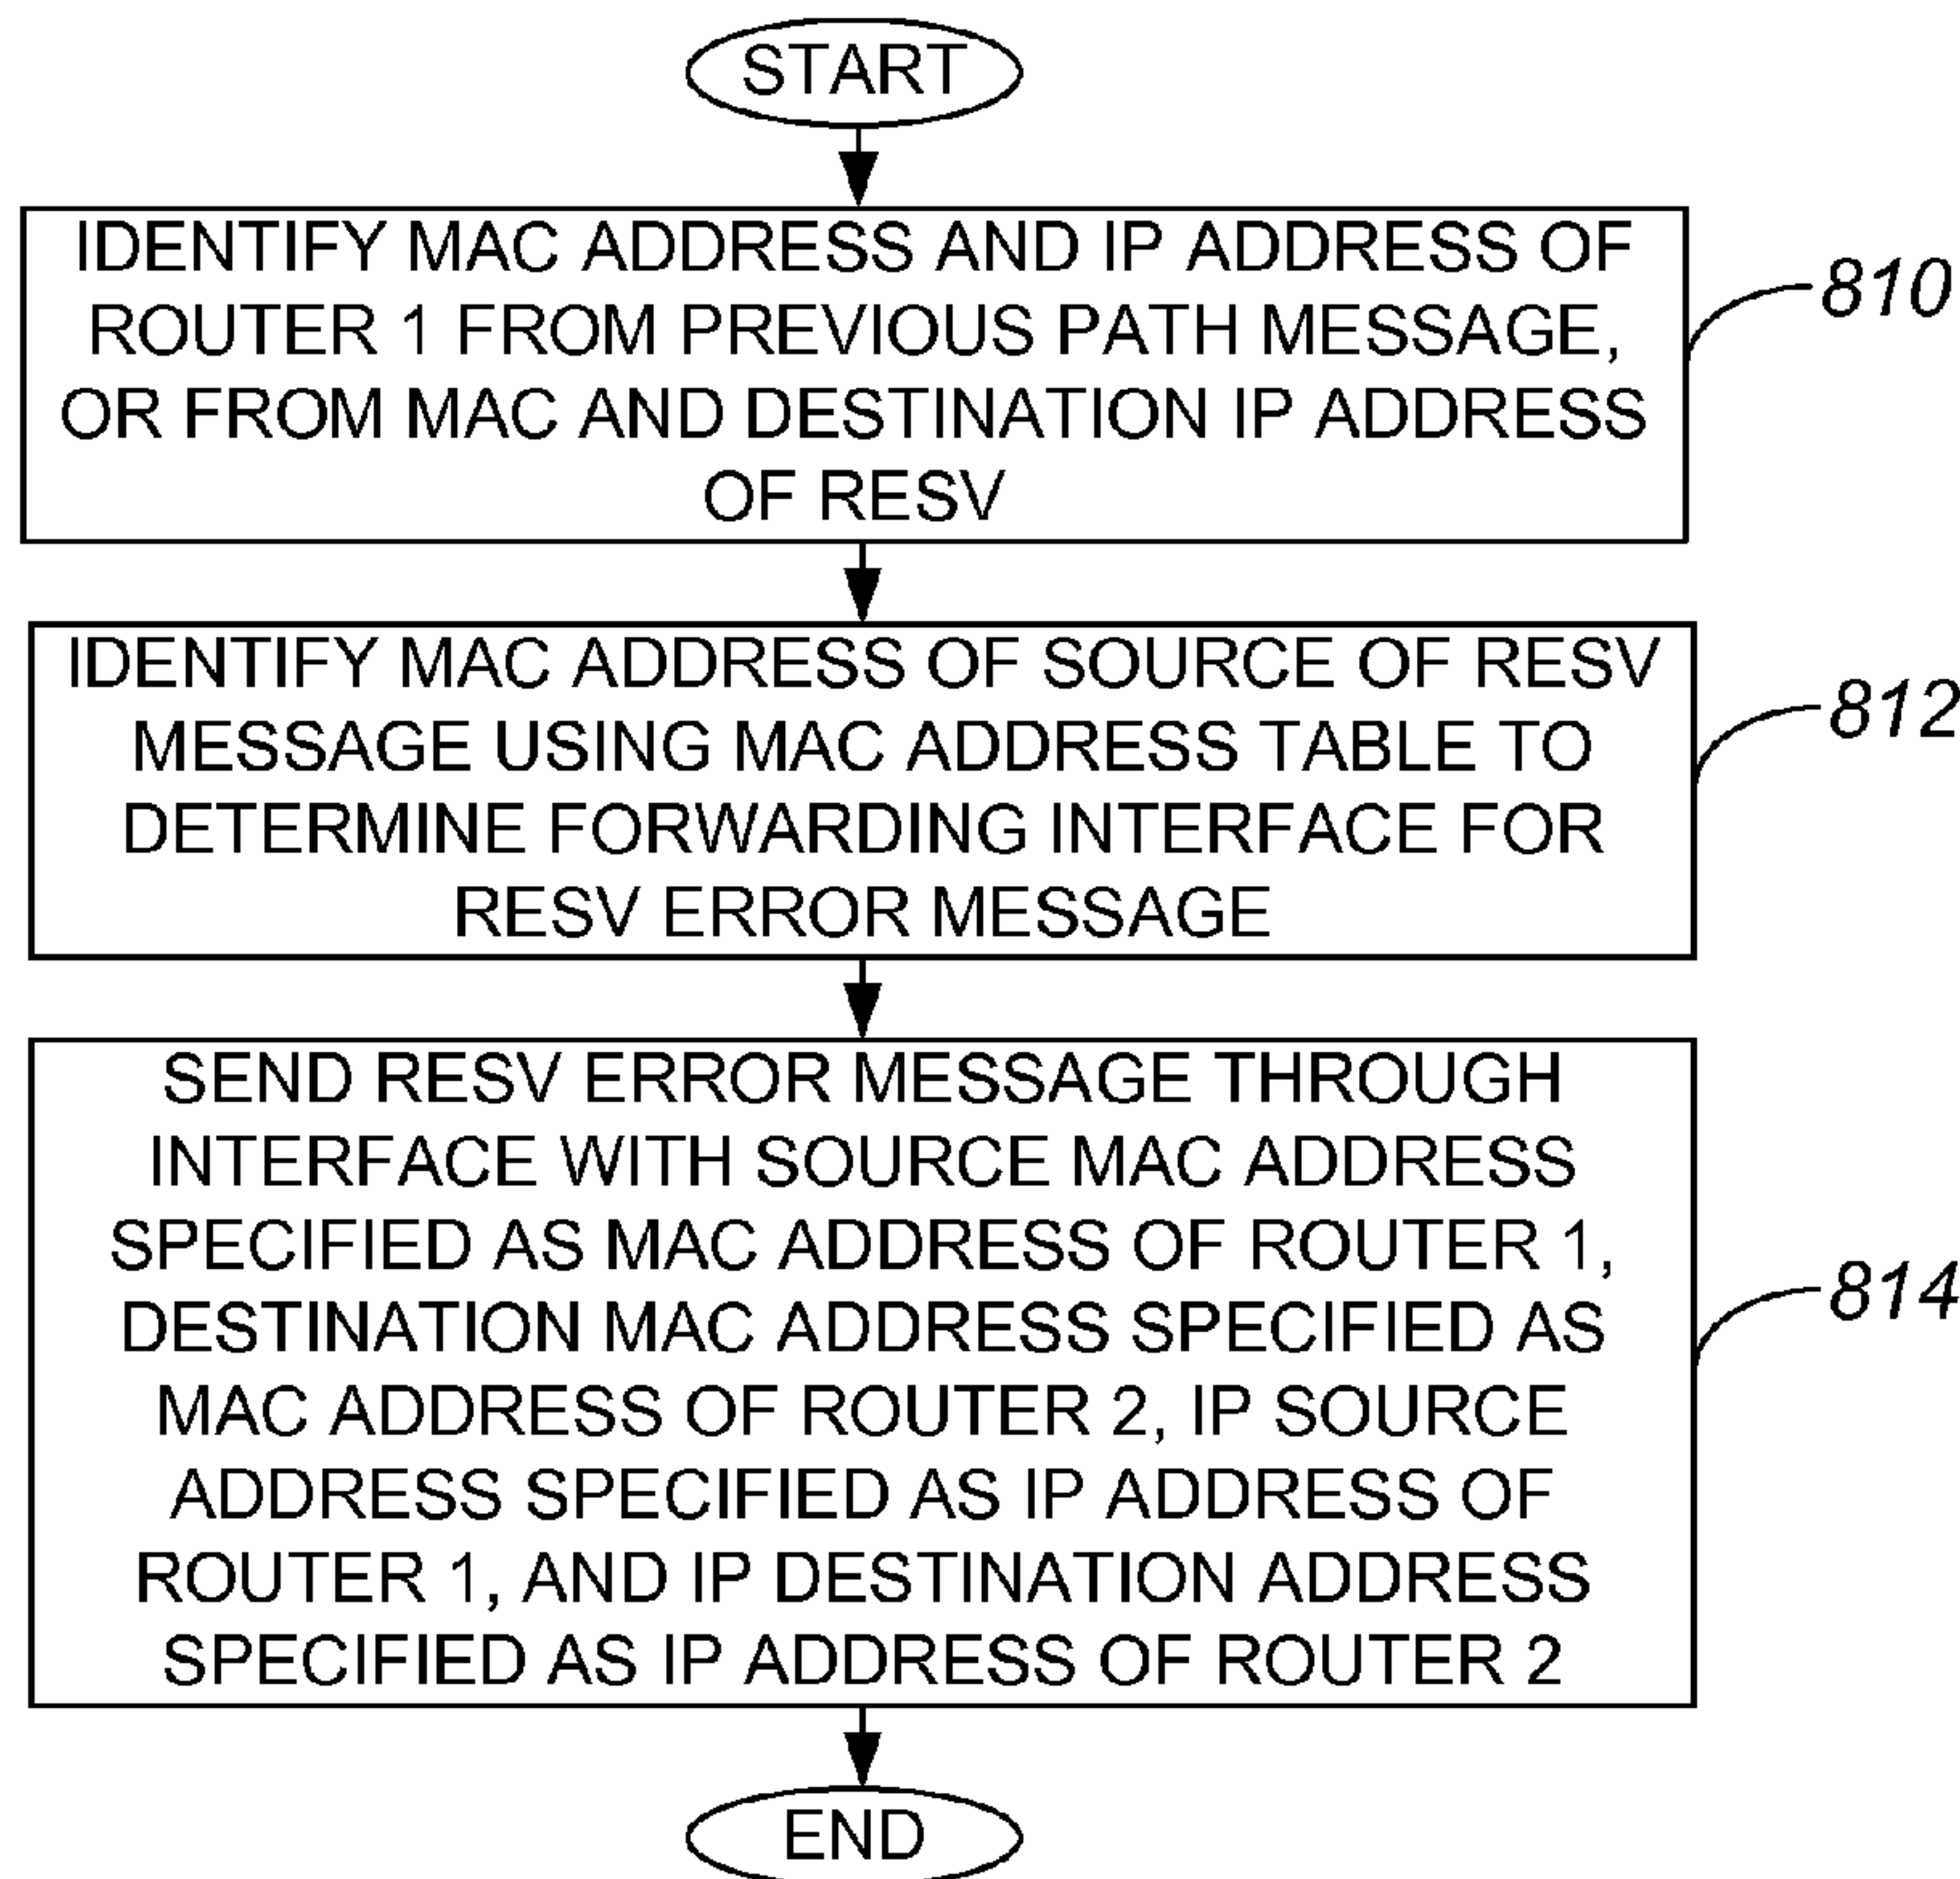 START
IDENTIFY MAC ADDRESS AND IP ADDRESS OF
ROUTER 1 FROM PREVIOUS PATH MESSAGE,
OR FROM MAC AND DESTINATION IP ADDRESS
OF RESV
810
IDENTIFY MAC ADDRESS OF SOURCE OF RESV
MESSAGE USING MAC ADDRESS TABLE TO
DETERMINE FORWARDING INTERFACE FOR
RESV ERROR MESSAGE
812
SEND RESV ERROR MESSAGE THROUGH
INTERFACE WITH SOURCE MAC ADDRESS
SPECIFIED AS MAC ADDRESS OF ROUTER 1,
DESTINATION MAC ADDRESS SPECIFIED AS
MAC ADDRESS OF ROUTER 2, IP SOURCE
ADDRESS SPECIFIED AS IP ADDRESS OF
ROUTER 1, AND IP DESTINATION ADDRESS
SPECIFIED AS IP ADDRESS OF ROUTER 2
814
END